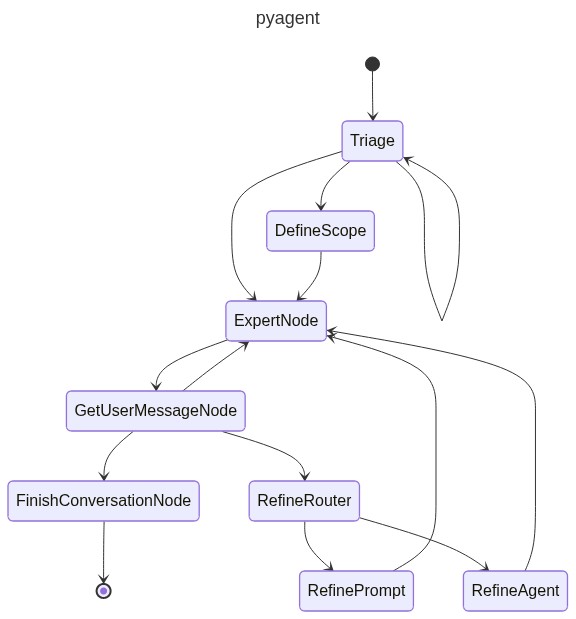 pyagent
Triage
DefineScope
ExpertNode
GetUserMessageNode
FinishConversationNode
RefineRouter
RefinePrompt
RefineAgent